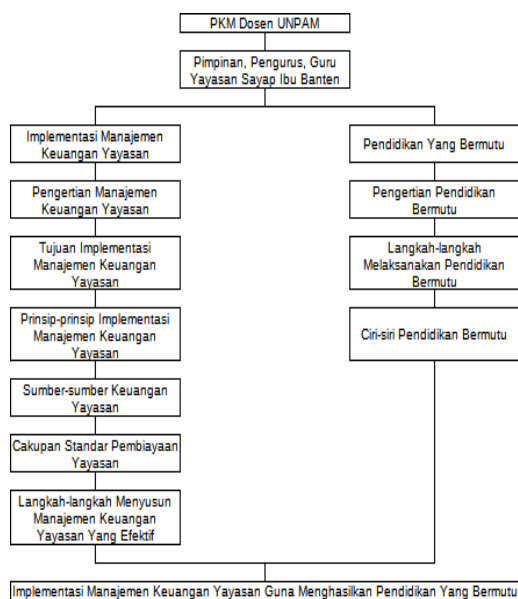 PKM Dosen UNPAM
Pimpinan, Pengurus, Guru
Yayasan Sayap Ibu Banten
Implementasi Manajemen
Keuangan Yayasan
Pengertian Manajemen
Keuangan Yayasan
Tujuan Implementasi
Manajemen Keuangan
Yayasan
Prinsip-prinsip Implementasi
Manajemen Keuangan
Yayasan
Sumber-sumber Keuangan
Yayasan
Cakupan Standar Pembiayaan
Yayasan
Langkah-langkah Menyusun
Manajemen Keuangan
Yayasan Yang Efektif
Pendidikan Yang Bermutu
Pengertian Pendidikan
Bermutu
Langkah-langkah
Melaksanakan Pendidikan
Bermutu
Ciri-siri Pendidikan Bermutu
Implementasi Manajemen Keuangan Yayasan Guna Menghasilkan Pendidikan Yang Bermutu